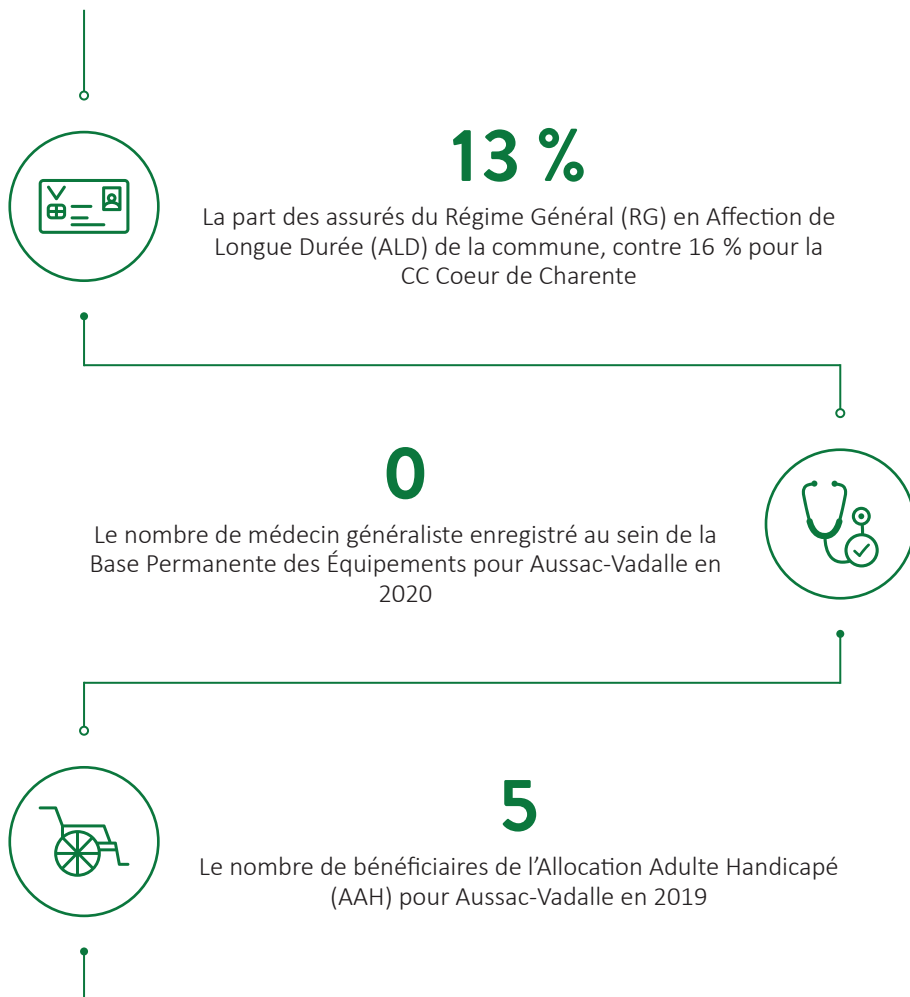 13 %
La part des assurés du Régime Général (RG) en Affection de
Longue Durée (ALD) de la commune, contre 16 % pour la
CC Coeur de Charente
0
Le nombre de médecin généraliste enregistré au sein de la
Base Permanente des Équipements pour Aussac-Vadalle en
2020
5
Le nombre de bénéficiaires de l’Allocation Adulte Handicapé
(AAH) pour Aussac-Vadalle en 2019